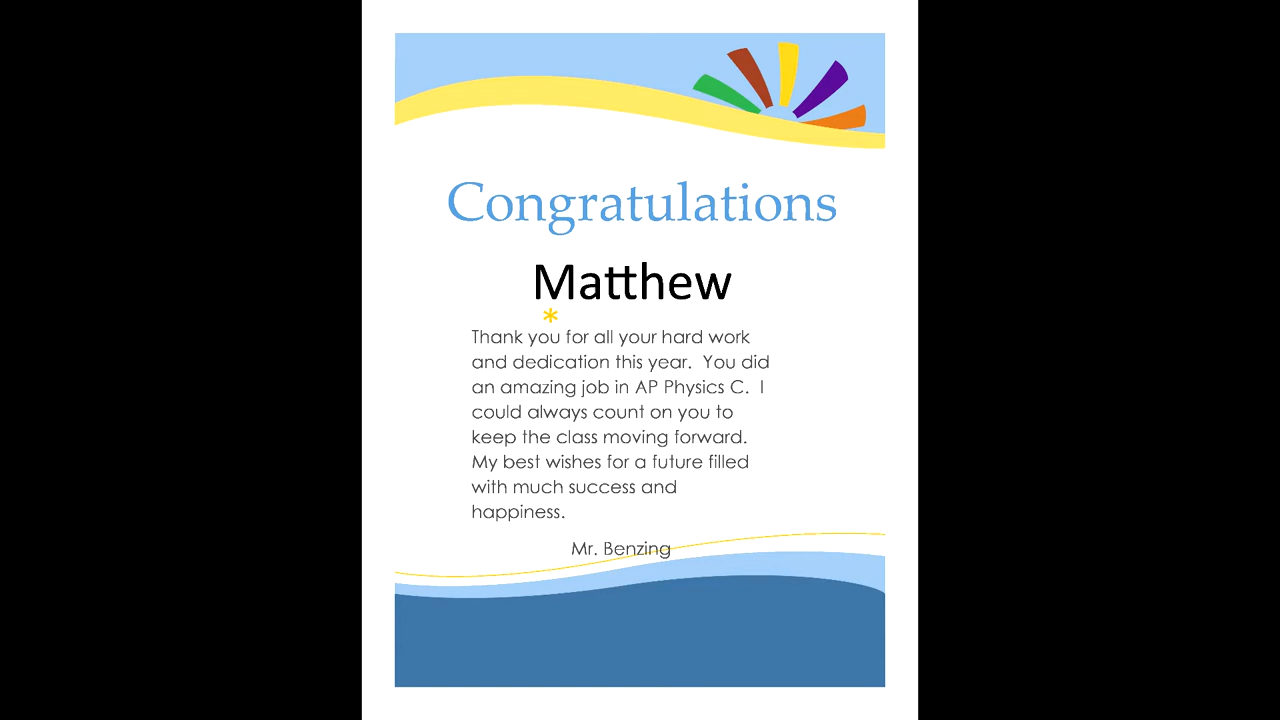 Congratulations
Matthew
*
Thank you for all your hard work
and dedication this year.  You did
an amazing job in AP Physics C.  I
could always count on you to
keep the class moving forward.
My best wishes for a future filled
with much success and
happiness.
Mr. Benzing